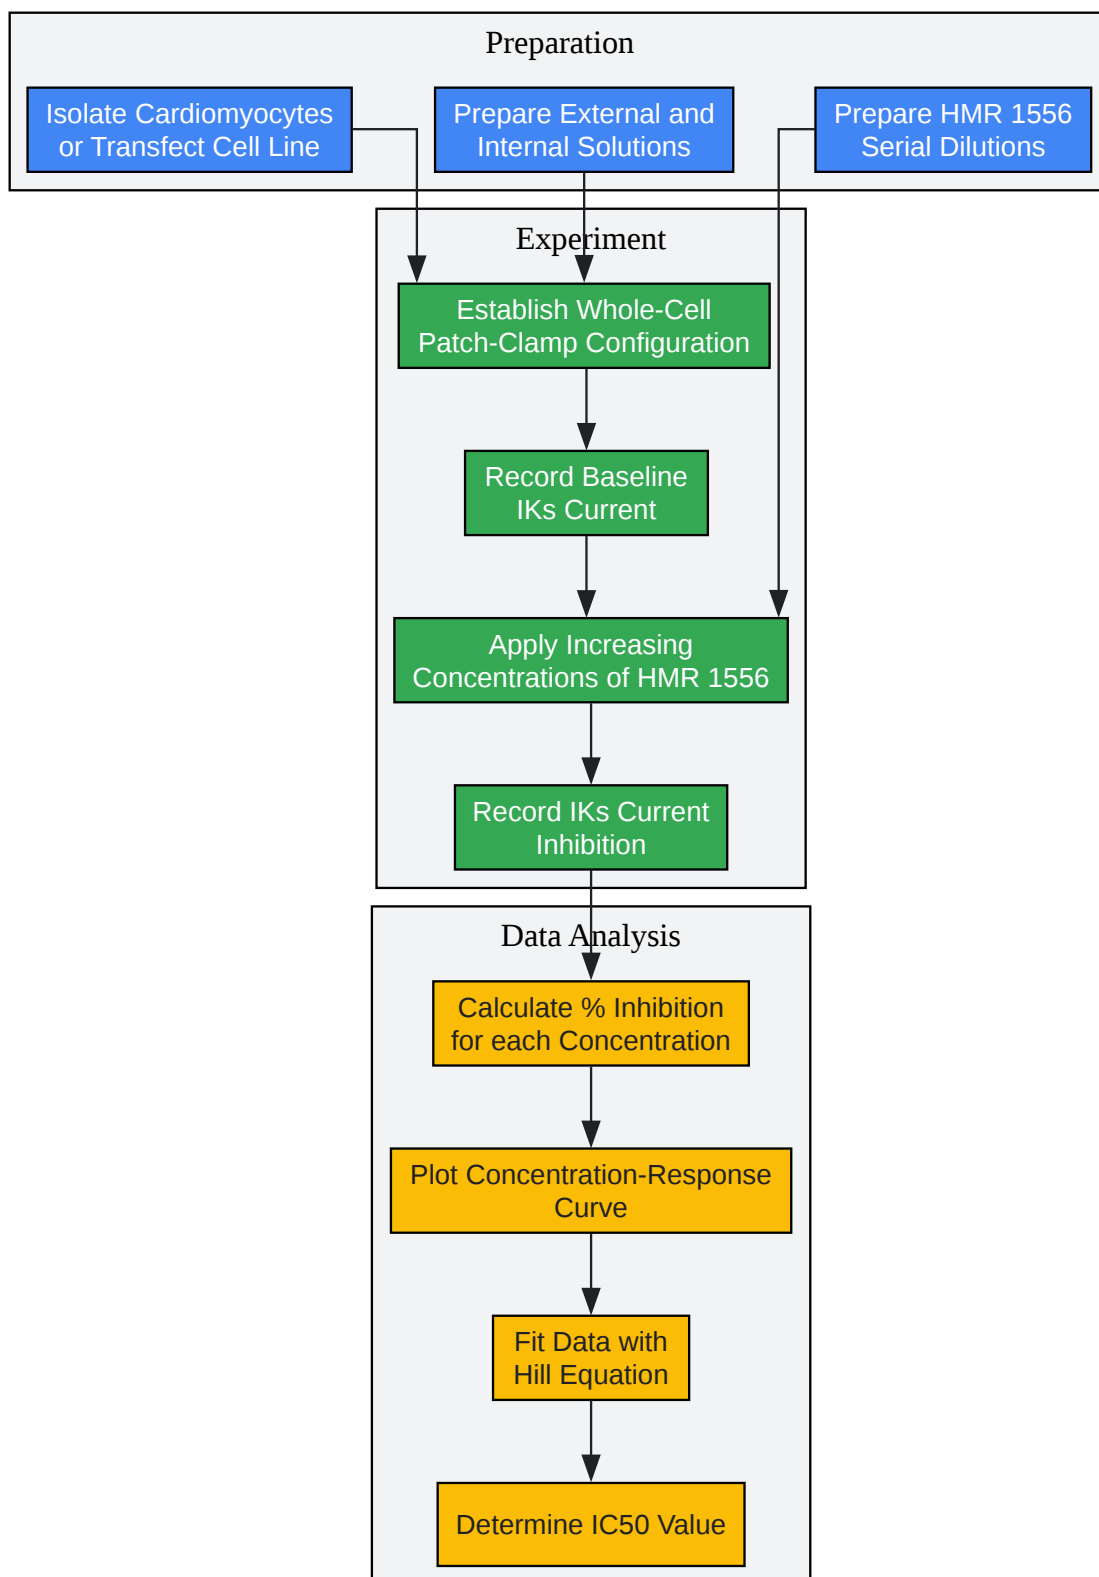 Preparation
Isolate Cardiomyocytes
or Transfect Cell Line
Prepare External and
Internal Solutions
Prepare HMR 1556
Serial Dilutions
Experiment
Establish Whole-Cell
Patch-Clamp Configuration
Record Baseline
IKs Current
Apply Increasing
Concentrations of HMR 1556
Record IKs Current
Inhibition
Data Analysis
Calculate % Inhibition
for each Concentration
Plot Concentration-Response
Curve
Fit Data with
Hill Equation
Determine IC50 Value